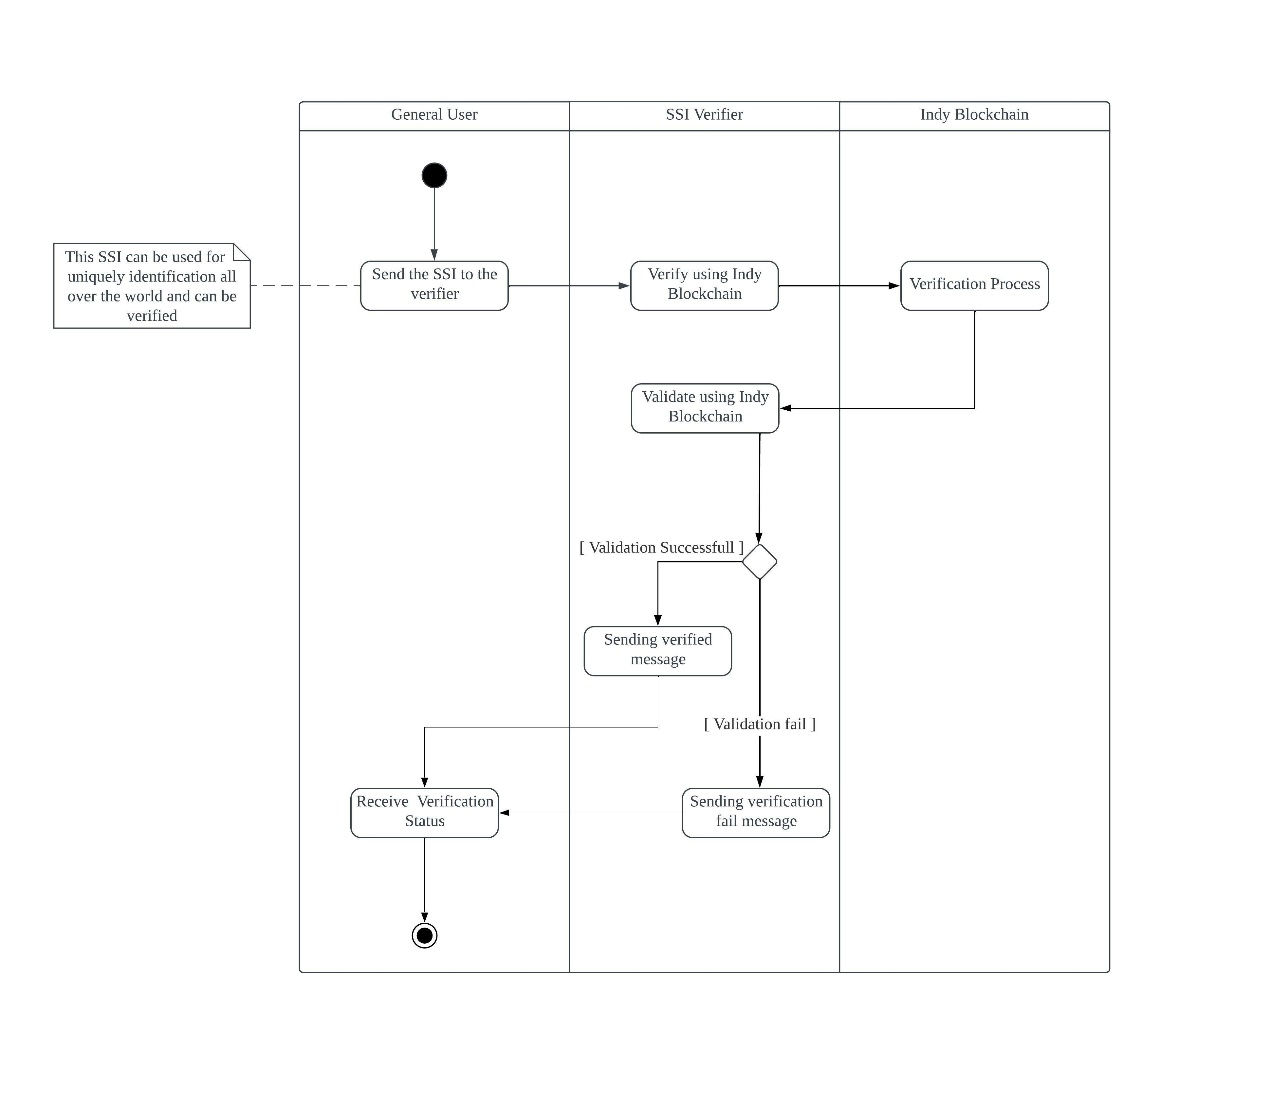 General User
SSI Verifier
Indy Blockchain
This SSI can be used for
uniquely identification all
over the world and can be
verified
Send the SSI to the
verifier
Verify using Indy
Blockchain
Verification Process
Validate using Indy
Blockchain
[ Validation Successfull ]
Sending verified
message
[ Validation fail ]
Receive  Verification
Status
Sending verification
fail message